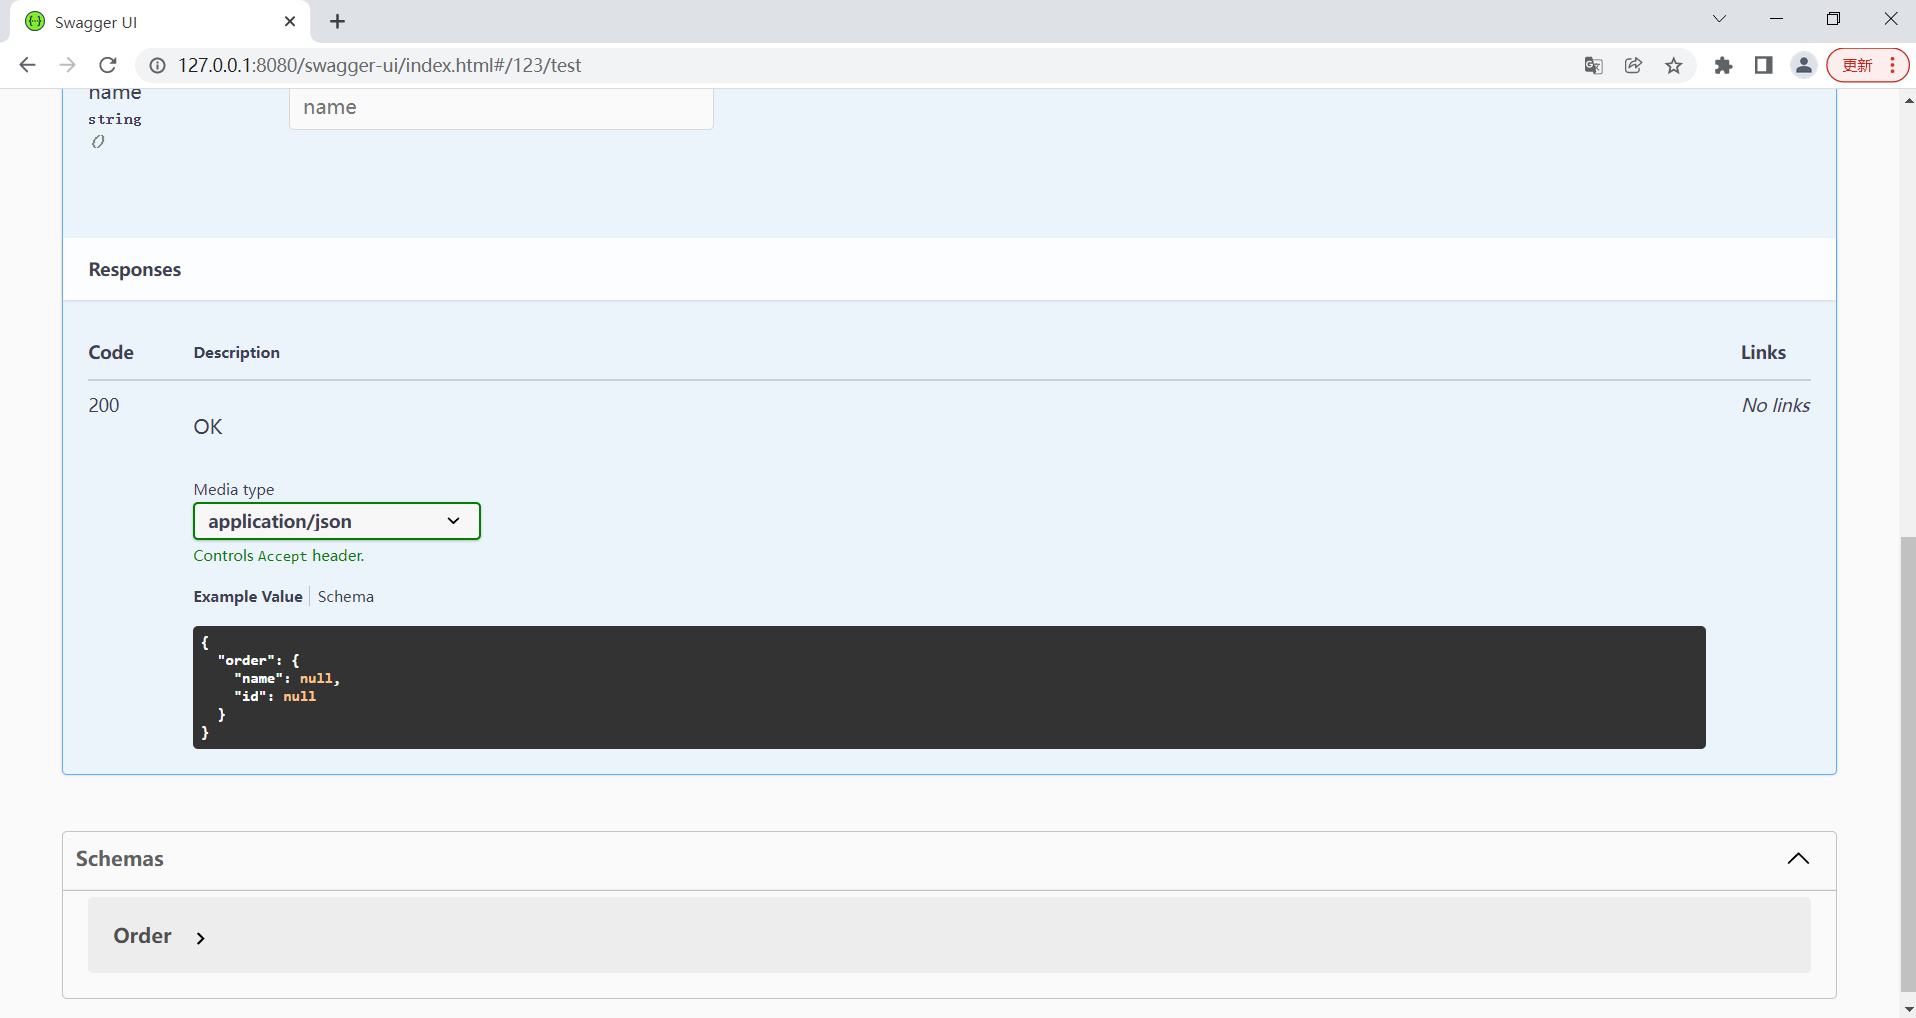 Swagger UI
127.0.0.1:8080/swagger-ui/index.html#/123/test
更新
name
name
string
()
Responses
Code Description Links
200 No links
OK
Media type
application/json
Controls Accept header.
Example Value Schema
{
"order": {
"name": null,
"id": null
}
}
Schemas
Order